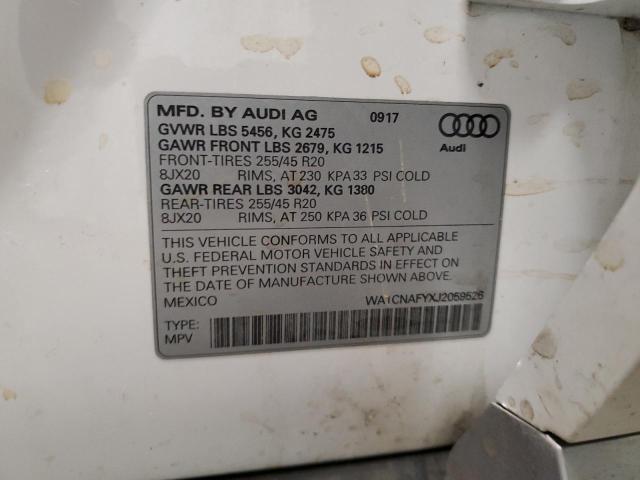 MFD. BY AUDI AG 0917
GVWR LBS 5456, KG 2475
GAWR FRONT LBS 2679, KG 1215
FRONT-TIRES 255/45 R20
8JX20 RIMS, AT 230 KPA 33 PSI COLD
GAWR REAR LBS 3042, KG 1380
REAR-TIRES 255/45 R20
8JX20 RIMS, AT 250 KPA 36 PSI COLD
Audi
THIS VEHICLE CONFORMS TO ALL APPLICABLE
U.S. FEDERAL MOTOR VEHICLE SAFETY AND
THEFT PREVENTION STANDARDS IN EFFECT ON
THE DATE OF MANUFACTURE SHOWN ABOVE.
MEXICO WA1CNAFYXJ2059526
TYPE:
MPV